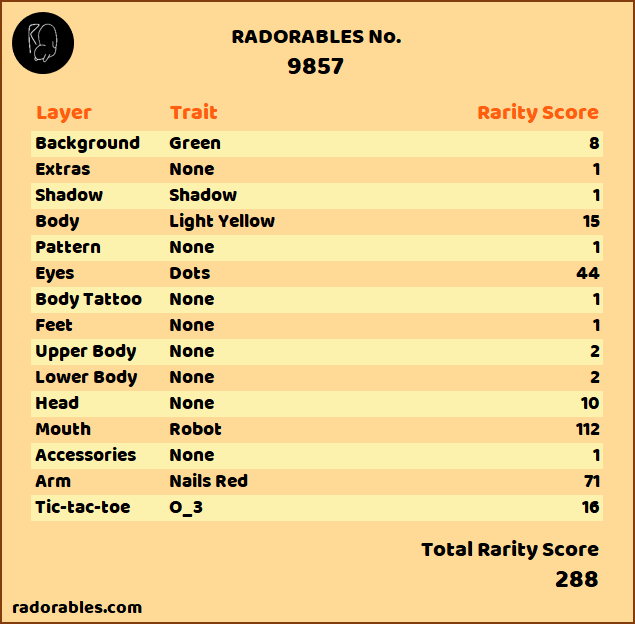 RADORABLES No.
9857
Layer Trait Rarity Score
Background Green 8
Extras None 1
Shadow Shadow 1
Body Light Yellow 15
Pattern None 1
Eyes Dots 44
Body Tattoo None 1
Feet None 1
Upper Body None 2
Lower Body None 2
Head None 10
Mouth Robot 112
Accessories None 1
Arm Nails Red 71
Tic-tac-toe O_3 16
Total Rarity Score
288
radorables.com